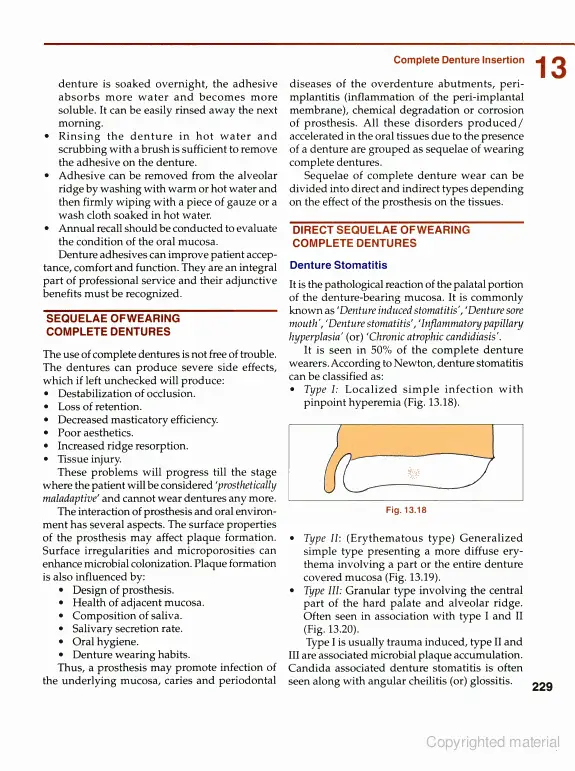 Complete Denture Insertion
13
denture is soaked overnight, the adhesive
absorbs more water and becomes more
soluble. It can be easily rinsed away the next
morning.
• Rinsing the denture in hot water and
scrubbing with a brush is sufficient to remove
the adhesive on the denture.
• Adhesive can be removed from the alveolar
ridge by washing with warm or hot water and
then firmly wiping with a piece of gauze or a
wash cloth soaked in hot water.
• Annual recall should be conducted to evaluate
the condition of the oral mucosa.
Denture adhesives can improve patient accep-
tance, comfort and function. They are an integral
part of professional service and their adjunctive
benefits must be recognized.
SEQUELAE OF WEARING
COMPLETE DENTURES
The use of complete dentures is not free of trouble.
The dentures can produce severe side effects,
which if left unchecked will produce:
• Destabilization of occlusion.
• Loss of retention.
• Decreased masticatory efficiency.
• Poor aesthetics.
• Increased ridge resorption.
• Tissue injury.
These problems will progress till the stage
where the patient will be considered 'prosthetically
maladaptive' and cannot wear dentures any more.
The interaction of prosthesis and oral environ-
ment has several aspects. The surface properties
of the prosthesis may affect plaque formation.
Surface irregularities and microporosities can
enhance microbial colonization. Plaque formation
is also influenced by:
• Design of prosthesis.
• Health of adjacent mucosa.
• Composition of saliva.
• Salivary secretion rate.
• Oral hygiene.
• Denture wearing habits.
Thus, a prosthesis may promote infection of
the underlying mucosa, caries and periodontal
diseases of the overdenture abutments, peri-
mplantitis (inflammation of the peri-implantal
membrane), chemical degradation or corrosion
of prosthesis. All these disorders produced/
accelerated in the oral tissues due to the presence
of a denture are grouped as sequelae of wearing
complete dentures.
Sequelae of complete denture wear can be
divided into direct and indirect types depending
on the effect of the prosthesis on the tissues.
DIRECT SEQUELAE OF WEARING
COMPLETE DENTURES
Denture Stomatitis
It is the pathological reaction of the palatal portion
of the denture-bearing mucosa. It is commonly
known as 'Denture induced stomatitis', 'Denture sore
mouth', 'Denture stomatitis', 'Inflammatory papillary
hyperplasia' (or) 'Chronic atrophic candidiasis'.
It is seen in 50% of the complete denture
wearers. According to Newton, denture stomatitis
can be classified as:
• Type I: Localized simple infection with
pinpoint hyperemia (Fig. 13.18).
Fig. 13.18
• Type II: (Erythematous type) Generalized
simple type presenting a more diffuse ery-
thema involving a part or the entire denture
covered mucosa (Fig. 13.19).
• Type III: Granular type involving the central
part of the hard palate and alveolar ridge.
Often seen in association with type I and II
(Fig. 13.20).
Type I is usually trauma induced, type II and
III are associated microbial plaque accumulation.
Candida associated denture stomatitis is often
seen along with angular cheilitis (or) glossitis.
229
Copyrighted material